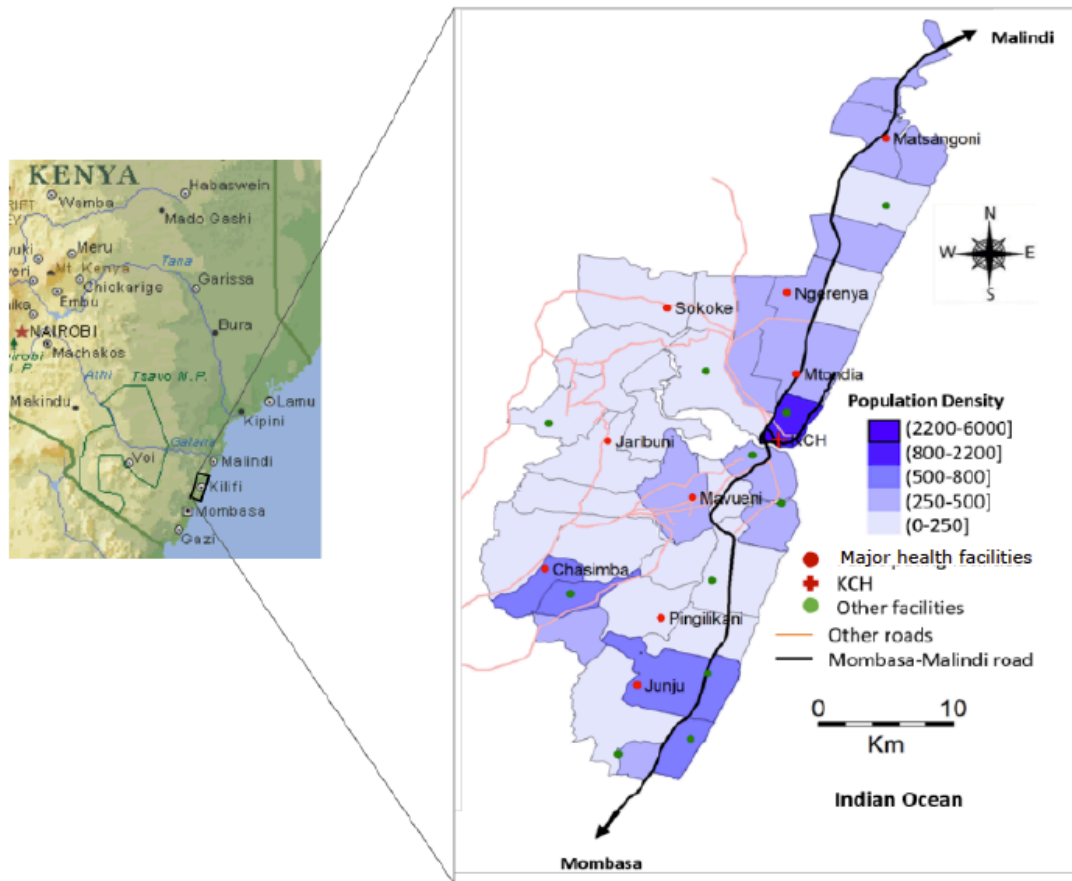 KENYA
Habaswein
Wamba
Mado Gashi
Meru
Mt. Kenya
Tana
Garissa
Chickarige
Embu
NAIROBI
Bura
Machakos
Athi
Tsavo N.P.
Makindu
Lamu
Kipini
Galana
Voi
Malindi
Kilifi
Mombasa
Gazi
Malindi
Matsangoni
N
W
E
S
Ngerenya
Sokoke
Mtondia
KCH
Jaribuni
Mavueni
Chasimba
Pingilikani
Junju
Mombasa
Population Density
(2200-6000]
(800-2200]
(500-800]
(250-500]
(0-250]
Major health facilities
KCH
Other facilities
Other roads
Mombasa-Malindi road
0 10
Km
Indian Ocean